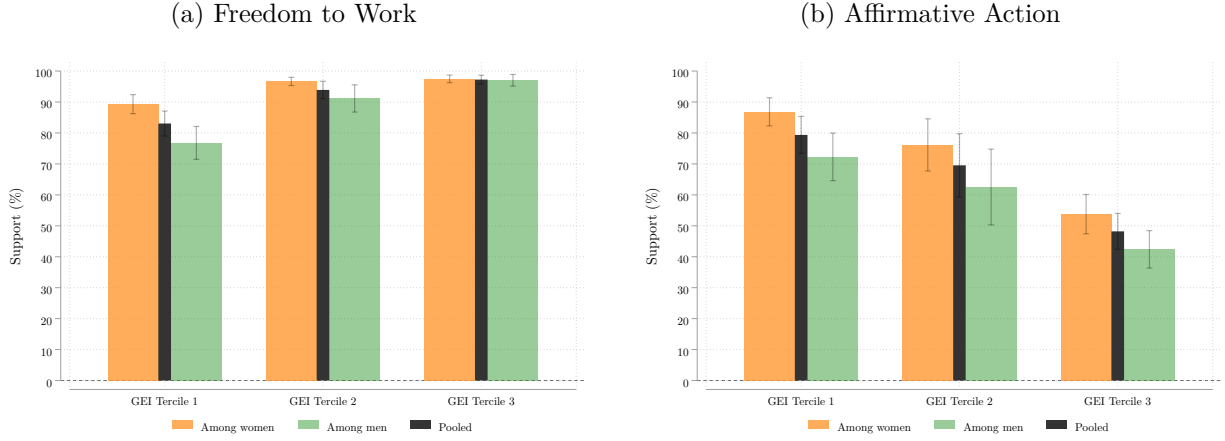 (a) Freedom to Work
Support (%)
100
90
80
70
60
50
40
30
20
10
0
GEI Tercile 1 GEI Tercile 2 GEI Tercile 3
Among women Among men Pooled
(b) Affirmative Action
Support (%)
100
90
80
70
60
50
40
30
20
10
0
GEI Tercile 1 GEI Tercile 2 GEI Tercile 3
Among women Among men Pooled